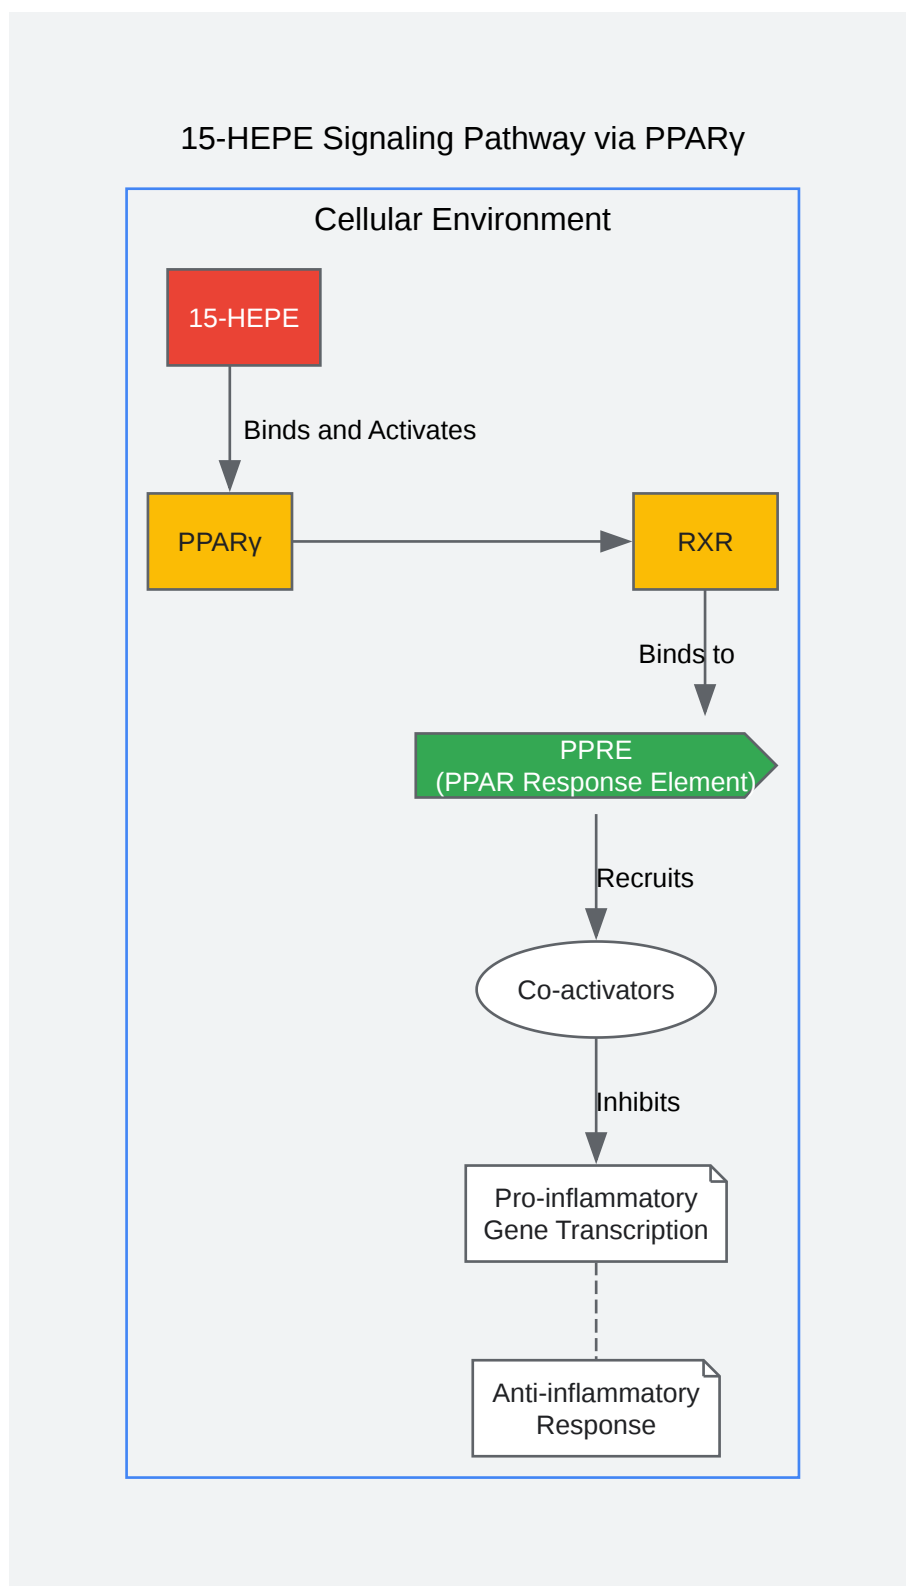 15-HEPE Signaling Pathway via PPARγ
Cellular Environment
15-HEPE
Binds and Activates
PPARγ
RXR
Binds to
PPRE
(PPAR Response Element)
Recruits
Co-activators
Inhibits
Pro-inflammatory
Gene Transcription
Anti-inflammatory
Response